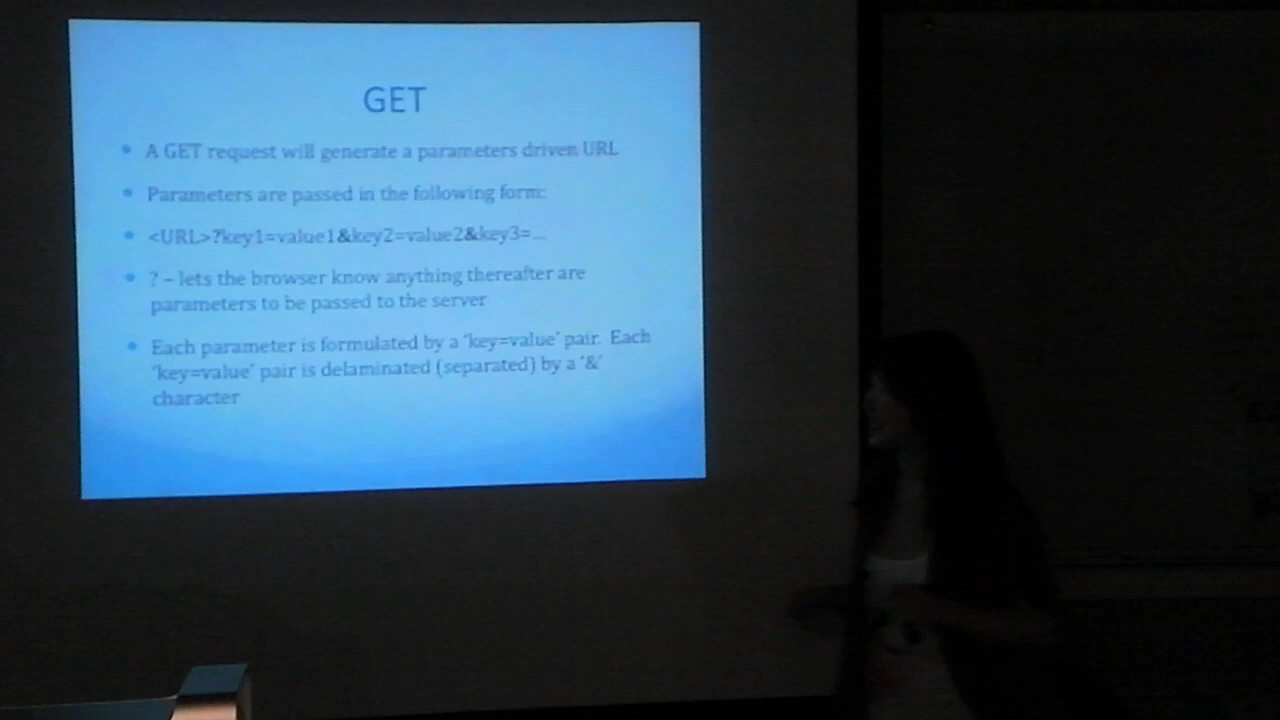 GET
A GET request will generate a parameters driven URL
Parameters are passed in the following form:
<URL>?key1=value1&key2=value2&key3=...
? – lets the browser know anything thereafter are
parameters to be passed to the server
Each parameter is formulated by a 'key=value' pair. Each
'key=value' pair is delaminated (separated) by a '&'
character